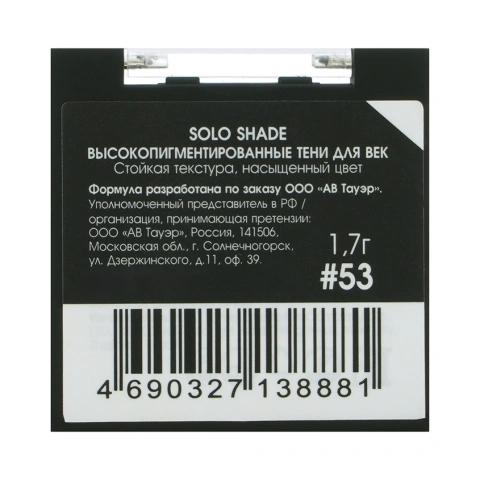 SOLO SHADE
ВЫСОКОПИГМЕНТИРОВАННЫЕ ТЕНИ ДЛЯ ВЕК
Стойкая текстура, насыщенный цвет
Формула разработана по заказу ООО «АВ Тауэр».
Уполномоченный представитель в РФ /
организация, принимающая претензии:
ООО «АВ Тауэр», Россия, 141506,
Московская обл., г. Солнечногорск,
ул. Дзержинского, д.11, оф. 39.
1,7г
#53
4 690327 138881